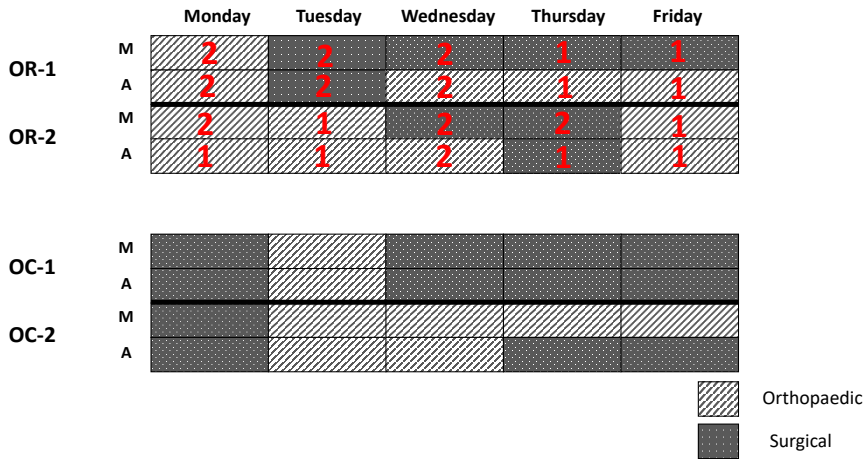 Monday Tuesday Wednesday Thursday Friday
OR-1
M 2 2 2 1 1
A 2 2 2 1 1
OR-2
M 2 1 2 2 1
A 1 1 2 1 1
OC-1
M
A
OC-2
M
A
Orthopaedic
Surgical